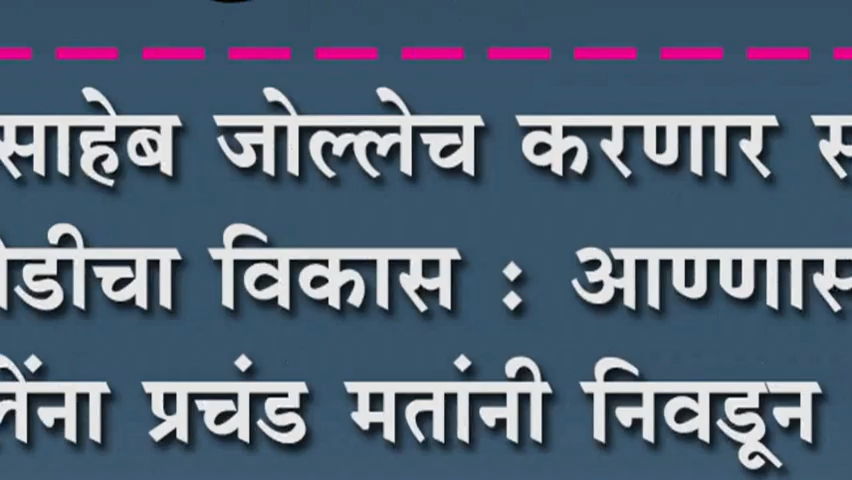 साहेब जोल्लेच करणार
विकास : आण्णास
प्रचंड मतांनी निवडून